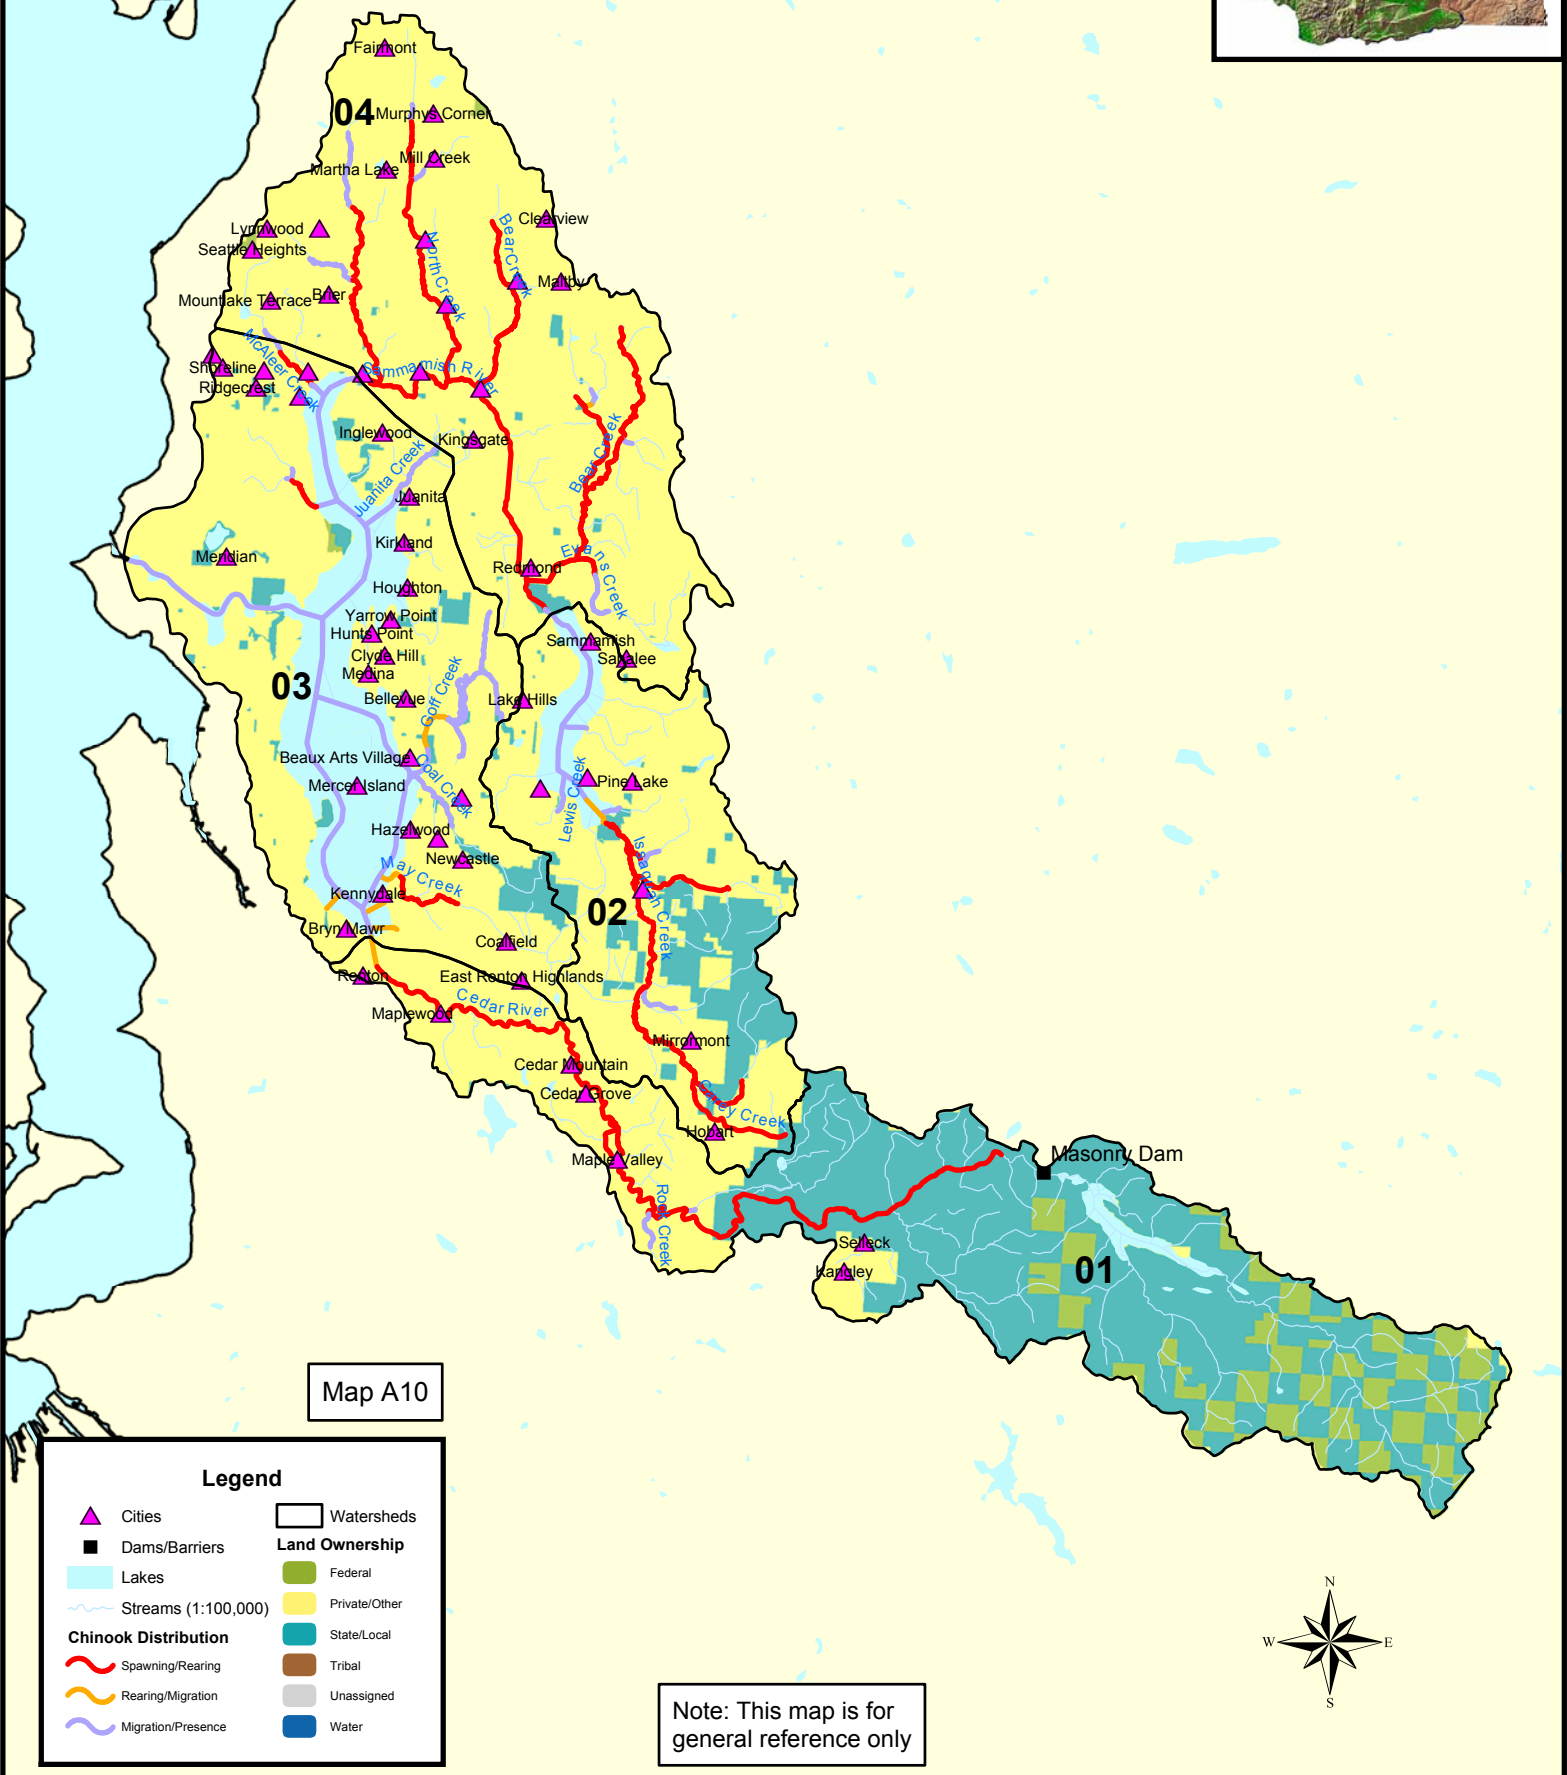 Fairmont
04
Murphys Corner
Mill Creek
Martha Lake
Clearview
Lynnwood
Seattle Heights
Bear Creek
North Creek
Maltby
Brier
Mountlake Terrace
McAleer Creek
Shoreline
Ridgecrest
Sammamish River
Inglewood
Kingsgate
Juanita Creek
Bear Creek
Juanita
Kirkland
Meridian
Evans Creek
Redmond
Houghton
Yarrow Point
Hunts Point
Clyde Hill
Medina
Sammamish
Sahalee
03
Bellevue
Goff Creek
Lake Hills
Beaux Arts Village
Mercer Island
Coal Creek
Lewis Creek
Pine Lake
Hazelwood
Newcastle
May Creek
Issaquah Creek
Kennydale
02
Bryn Mawr
Coalfield
Renton
East Renton Highlands
Cedar River
Maplewood
Mirrormont
Cedar Mountain
Cedar Grove
Carey Creek
Hobart
Maple Valley
Masonry Dam
Rock Creek
Selleck
Kangley
01
Map A10
Legend
Cities
Dams/Barriers
Lakes
Streams (1:100,000)
Chinook Distribution
Spawning/Rearing
Rearing/Migration
Migration/Presence
Watersheds
Land Ownership
Federal
Private/Other
State/Local
Tribal
Unassigned
Water
Note: This map is for
general reference only
N
W
E
S